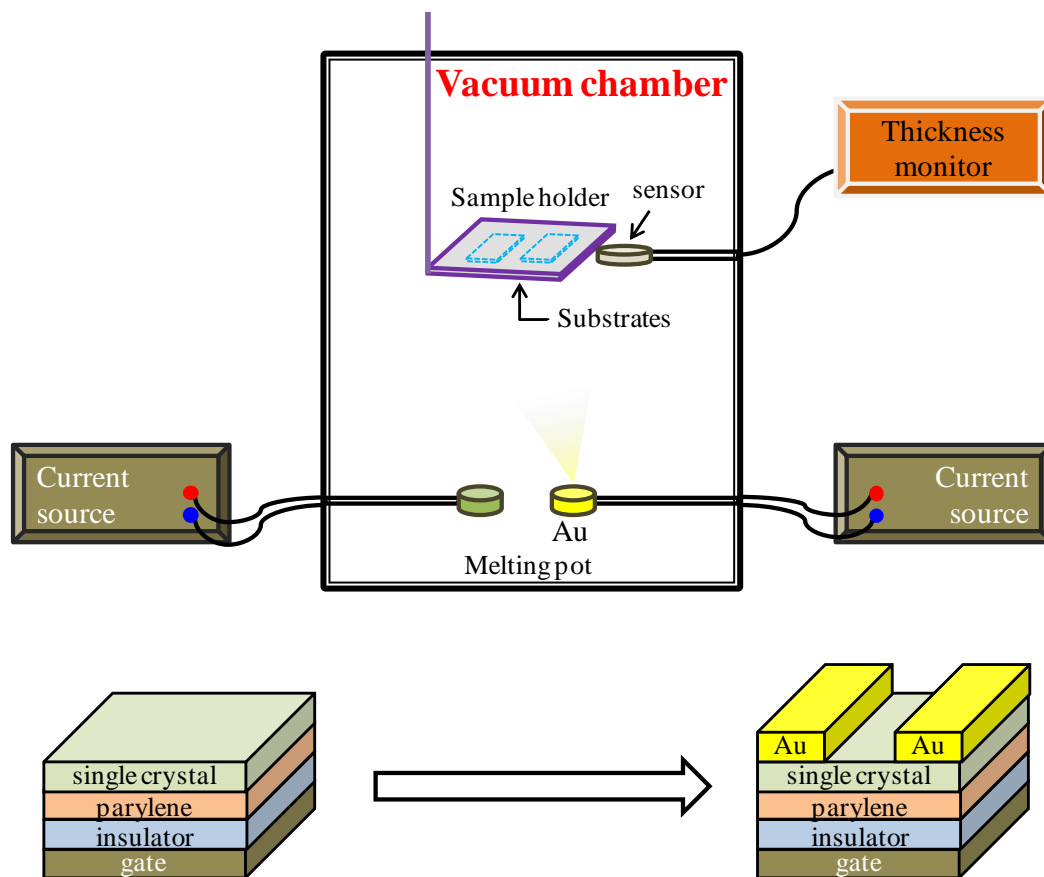 Vacuum chamber
Thickness
monitor
Sample holder
sensor
Substrates
Current
source
Current
source
Au
Melting pot
Au
Au
single crystal
single crystal
parylene
parylene
insulator
insulator
gate
gate